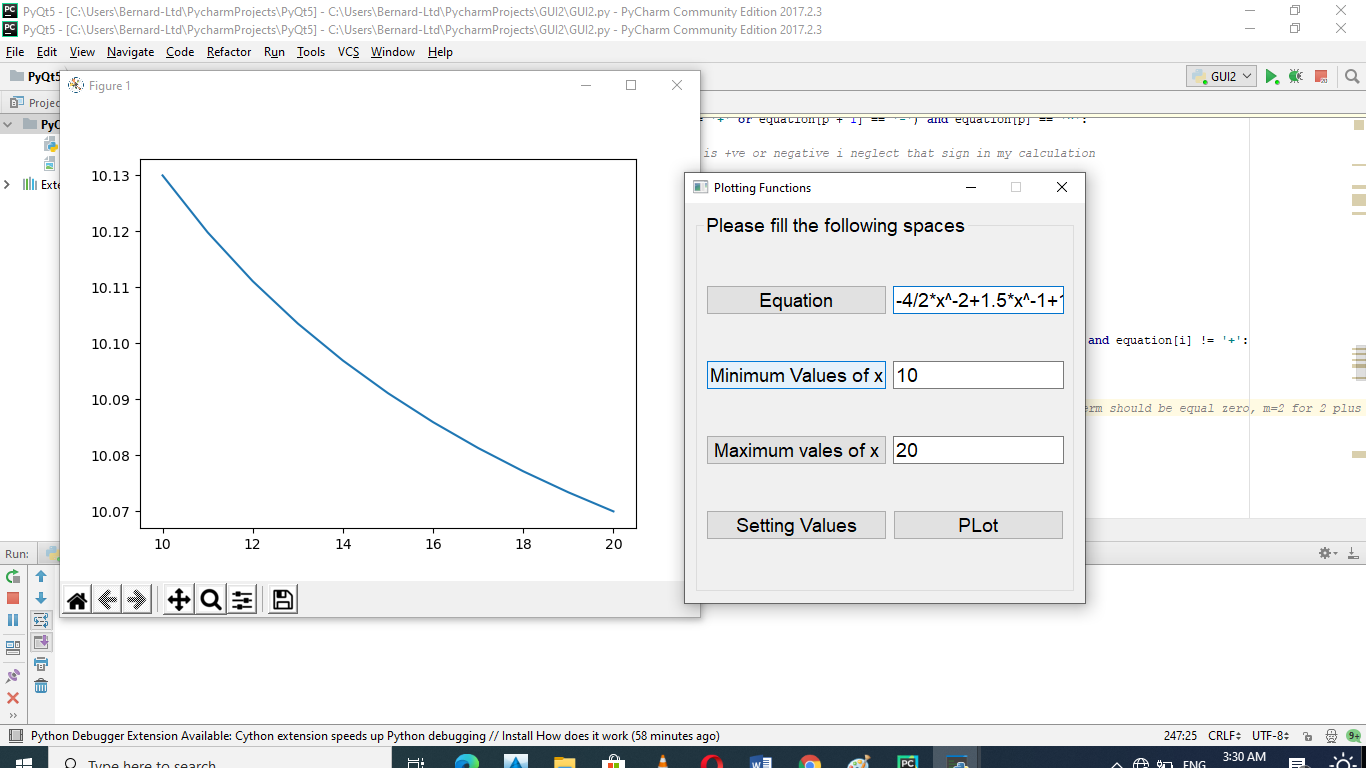 PyQt5 - [C:\Users\Bernard-Ltd\PycharmProjects\PyQt5] - C:\Users\Bernard-Ltd\PycharmProjects\GUI2\GUI2.py - PyCharm Community Edition 2017.2.3
PyQt5 - [C:\Users\Bernard-Ltd\PycharmProjects\PyQt5] - C:\Users\Bernard-Ltd\PycharmProjects\GUI2\GUI2.py - PyCharm Community Edition 2017.2.3
File Edit View Navigate Code Refactor Run Tools VCS Window Help
PyQt5
GUI2
Figure 1
Projec
PyQ
Exte
'+' or equation[p + 1] == '-') and equation[p] == '^':
is +ve or negative i neglect that sign in my calculation
and equation[i] != '+':
erm should be equal zero, m=2 for 2 plus
10.13
10.12
10.11
10.10
10.09
10.08
10.07
10 12 14 16 18 20
Plotting Functions
Please fill the following spaces
Equation -4/2*x^-2+1.5*x^-1+1
Minimum Values of x 10
Maximum vales of x 20
Setting Values PLot
Run:
Python Debugger Extension Available: Cython extension speeds up Python debugging // Install How does it work (58 minutes ago)
247:25 CRLF UTF-8 9+
Type here to search
ENG 3:30 AM